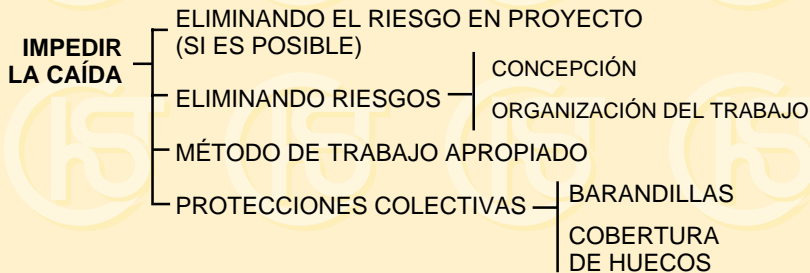 IMPEDIR
LA CAÍDA
ELIMINANDO EL RIESGO EN PROYECTO
(SI ES POSIBLE)
ELIMINANDO RIESGOS
CONCEPCIÓN
ORGANIZACIÓN DEL TRABAJO
MÉTODO DE TRABAJO APROPIADO
PROTECCIONES COLECTIVAS
BARANDILLAS
COBERTURA
DE HUECOS